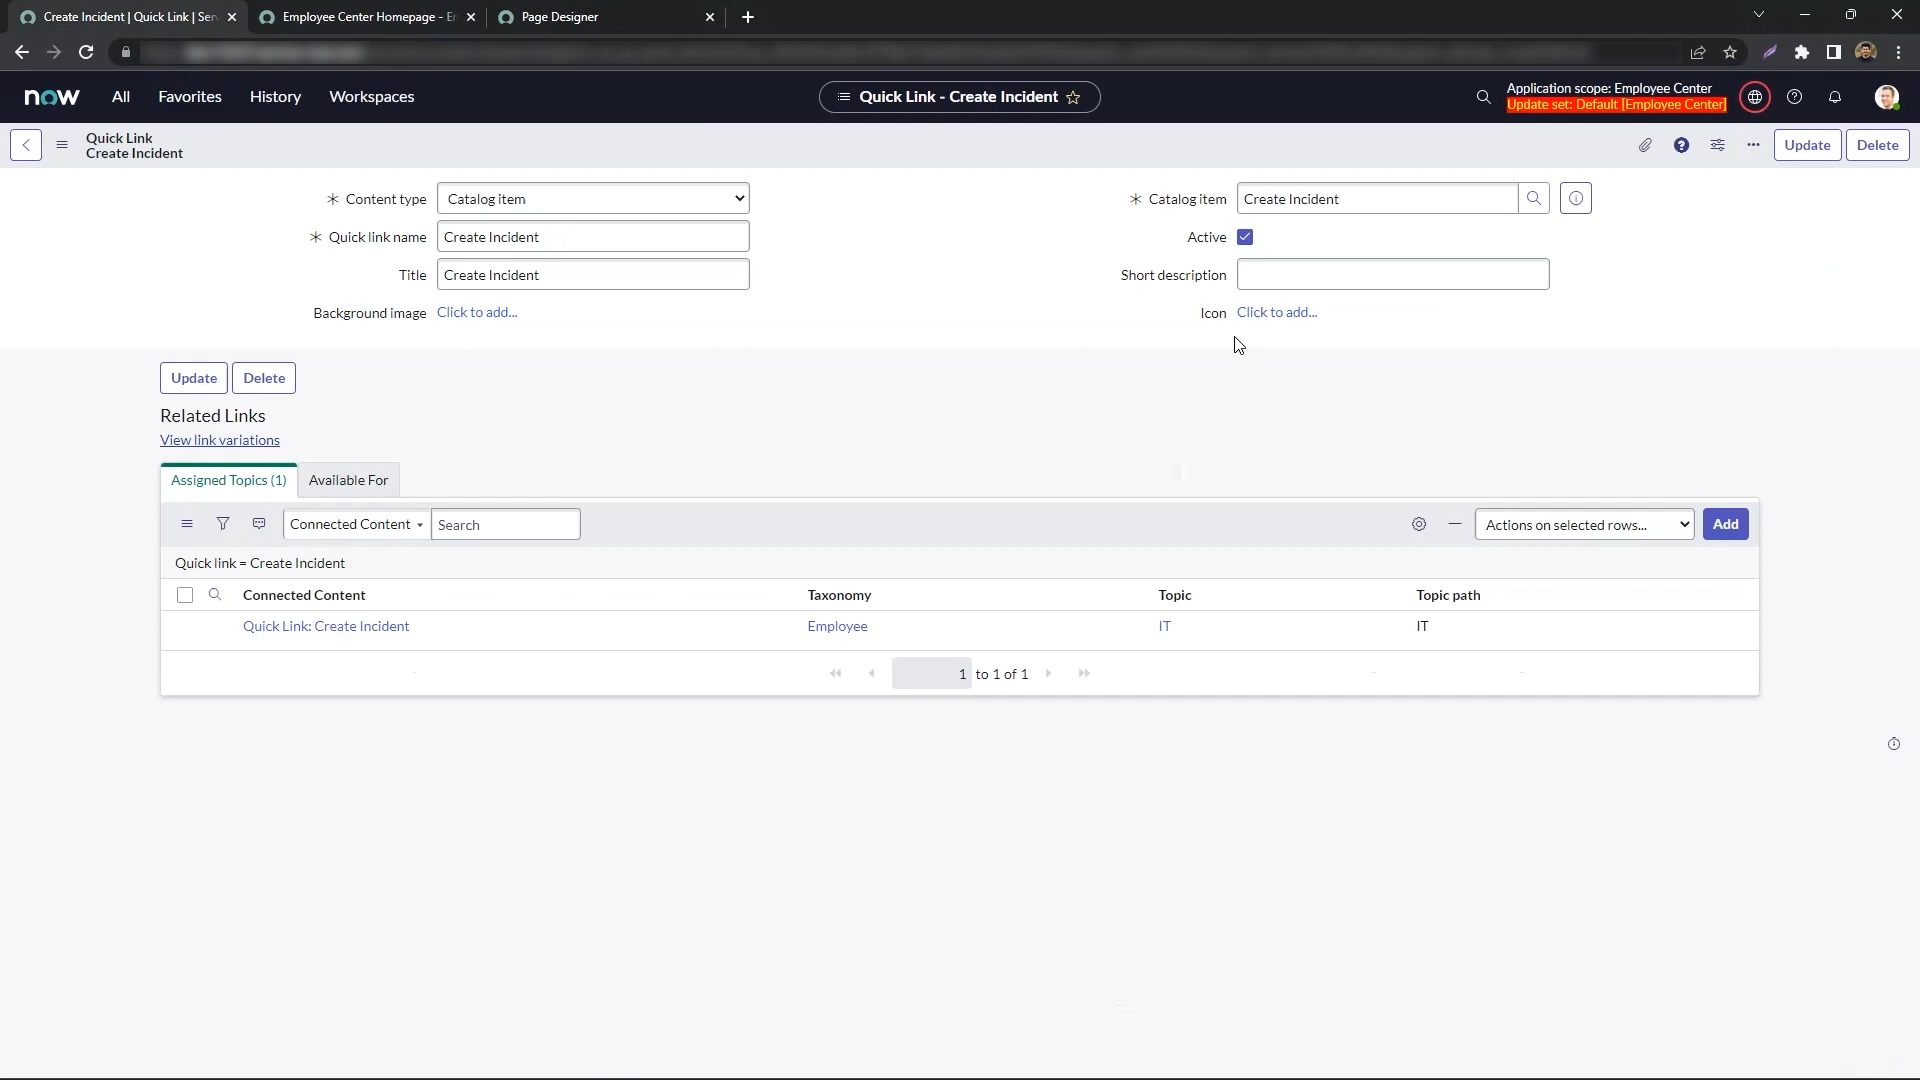 Create Incident | Quick Link | Ser
Employee Center Homepage - E
Page Designer
now
All
Favorites
History
Workspaces
Quick Link - Create Incident
Application scope: Employee Center
Update set: Default [Employee Center]
Quick Link
Create Incident
Update
Delete
Content type
Catalog item
Catalog item
Create Incident
Quick link name
Create Incident
Active
Title
Create Incident
Short description
Background image
Click to add...
Icon
Click to add...
Update
Delete
Related Links
View link variations
Assigned Topics (1)
Available For
Connected Content
Search
Actions on selected rows...
Add
Quick link = Create Incident
Connected Content
Taxonomy
Topic
Topic path
Quick Link: Create Incident
Employee
IT
IT
1 to 1 of 1